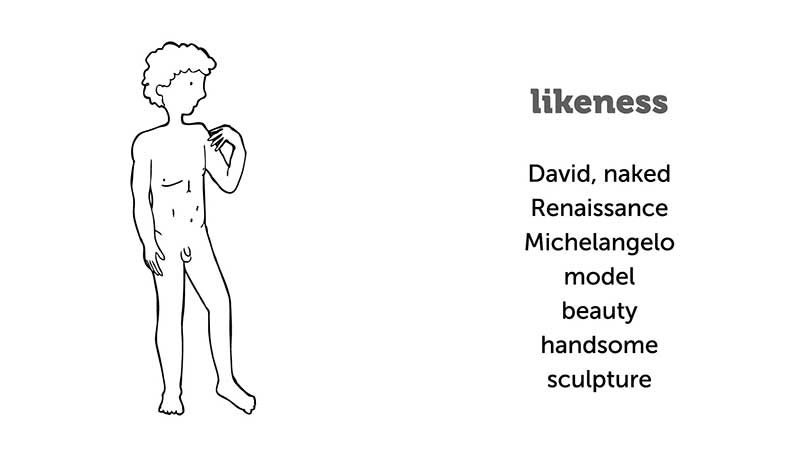 likeness
David, naked
Renaissance
Michelangelo
model
beauty
handsome
sculpture